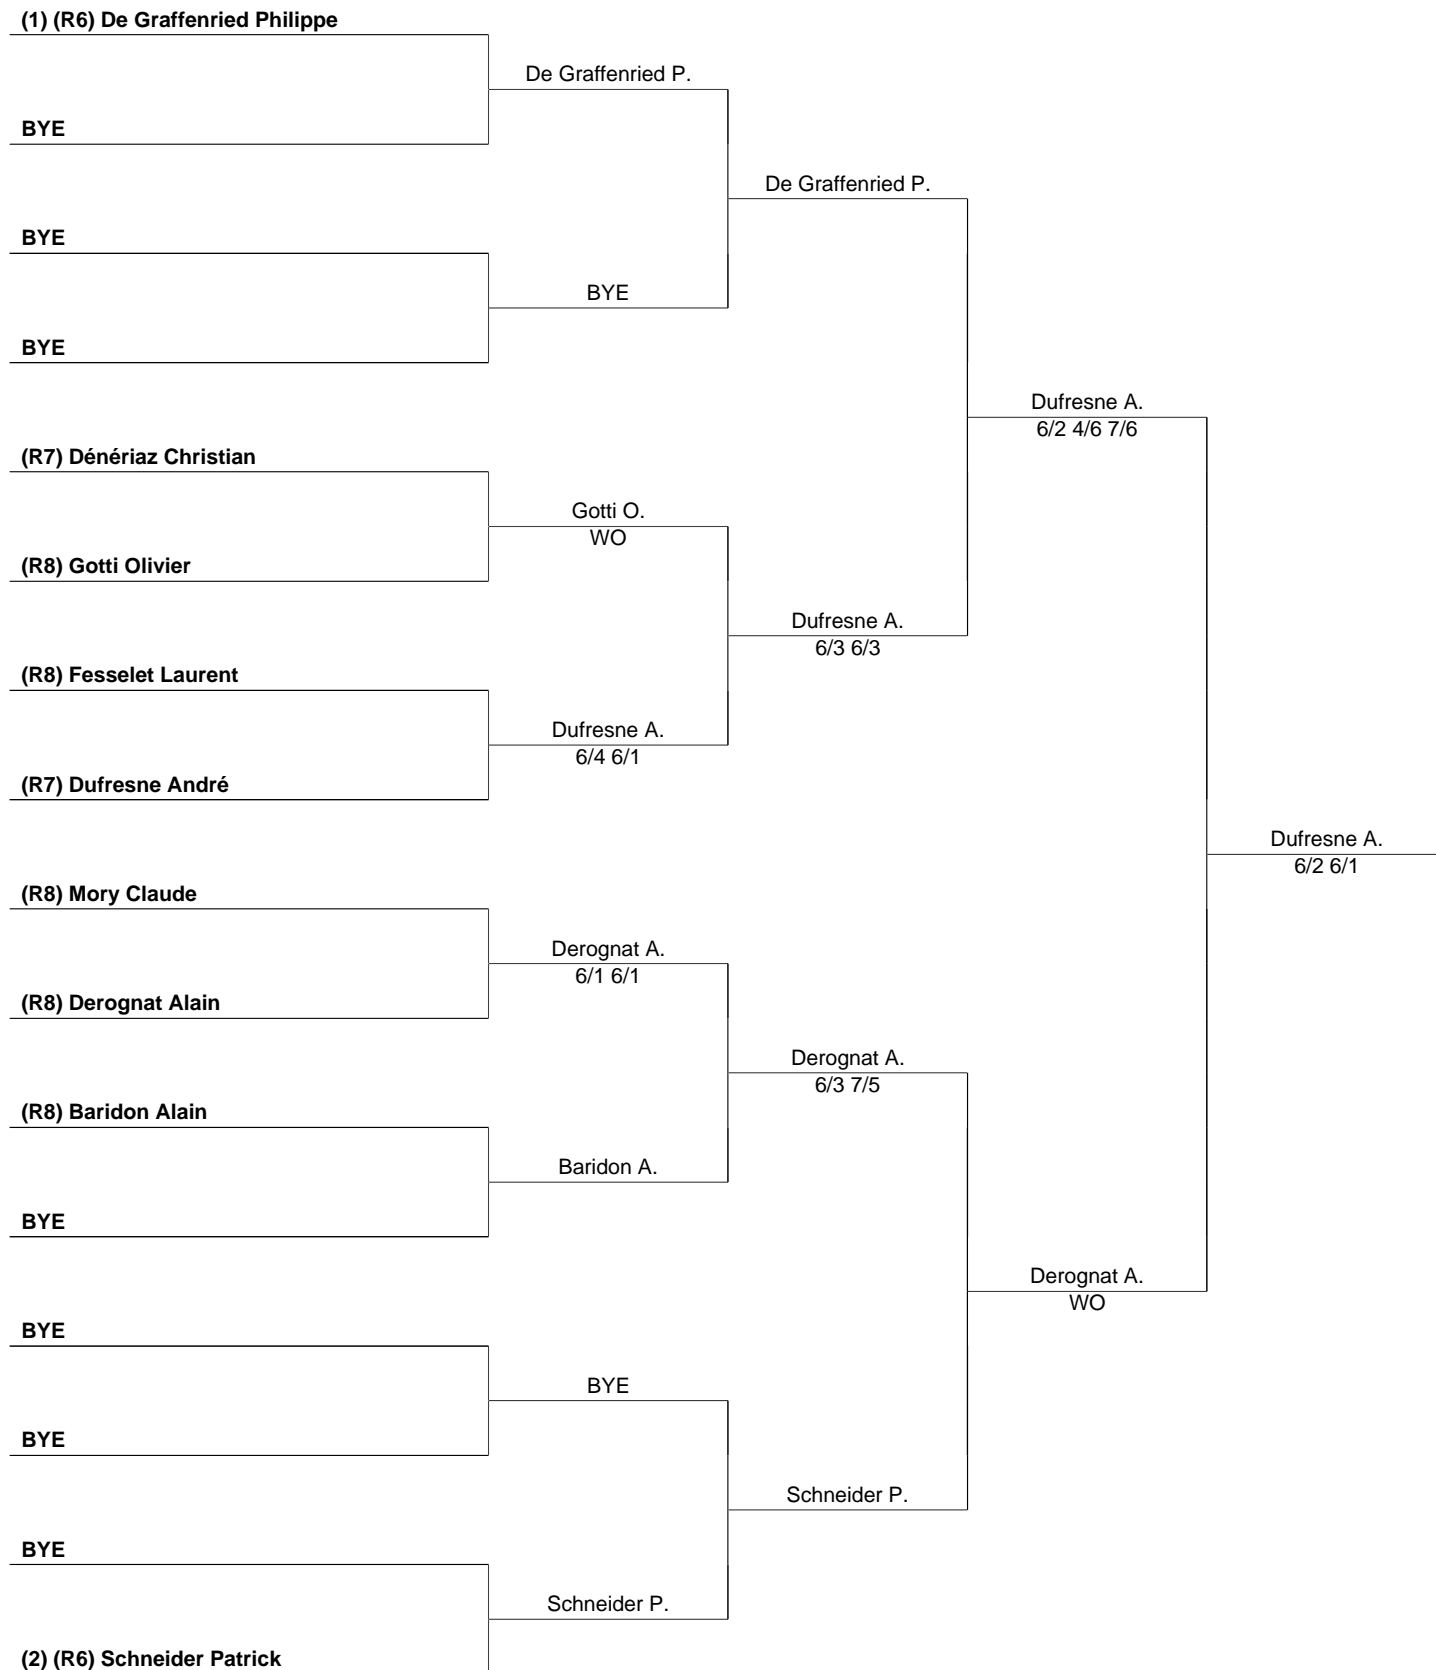 (1) (R6) De Graffenried Philippe
De Graffenried P.
BYE
De Graffenried P.
BYE
BYE
BYE
Dufresne A.
6/2 4/6 7/6
(R7) Dénériaz Christian
Gotti O.
WO
(R8) Gotti Olivier
Dufresne A.
6/3 6/3
(R8) Fesselet Laurent
Dufresne A.
6/4 6/1
(R7) Dufresne André
Dufresne A.
6/2 6/1
(R8) Mory Claude
Derognat A.
6/1 6/1
(R8) Derognat Alain
Derognat A.
6/3 7/5
(R8) Baridon Alain
Baridon A.
BYE
Derognat A.
WO
BYE
BYE
BYE
Schneider P.
BYE
Schneider P.
(2) (R6) Schneider Patrick